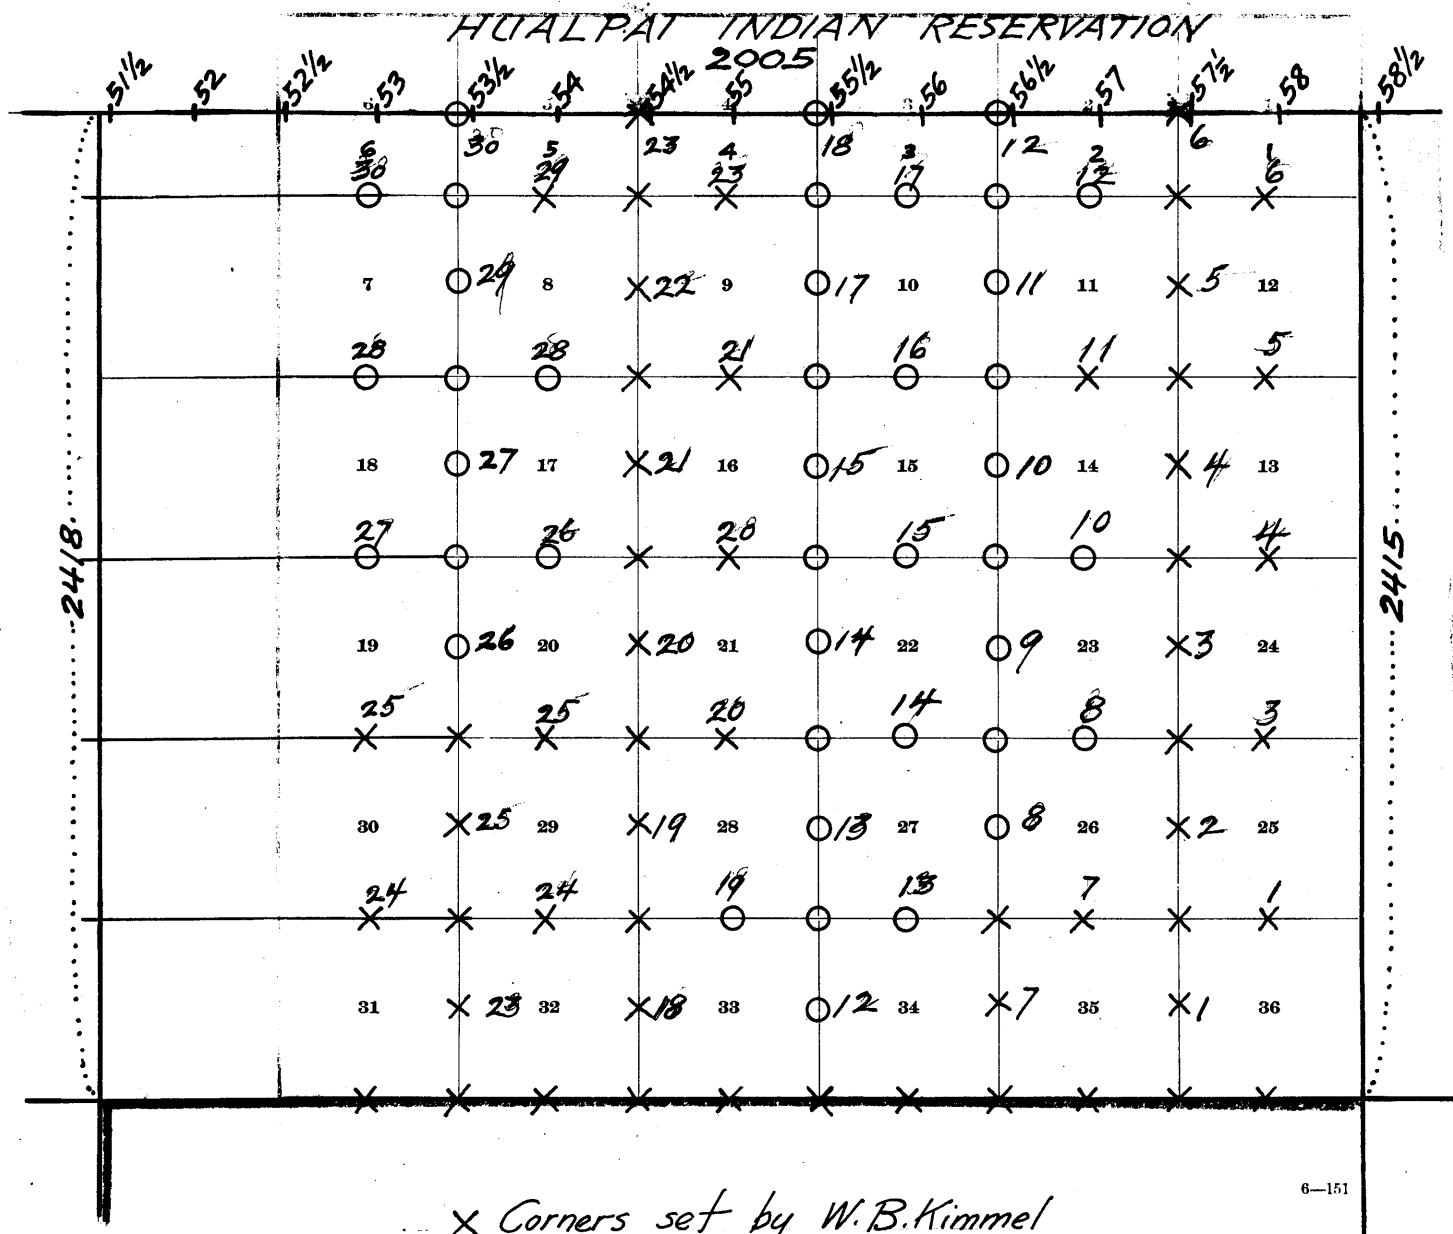 HUALPAI INDIAN RESERVATION
2005
51½ 52 52½ 53 53½ 54 54½ 55 55½ 56 56½ 57 57½ 58 58½
30 23 18 12 6
6 5 4 3 2 1
30 29 23 17 12 6
7 29 8 22 9 17 10 11 11 5 12
28 28 21 16 11 5
18 27 17 21 16 15 15 10 14 4 13
27 26 20 15 10 4
2418 2415
19 26 20 20 21 14 22 9 23 3 24
25 25 20 14 8 3
30 25 29 19 28 13 27 8 26 2 25
24 24 19 13 7 1
31 23 32 18 33 12 34 7 35 1 36
6—151
X Corners set by W.B.Kimmel